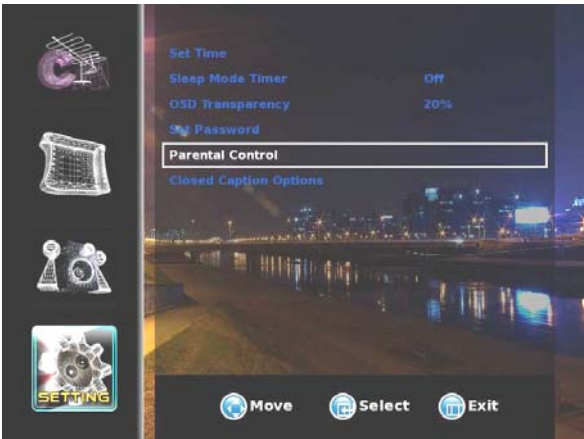 Set Time
Sleep Mode Timer Off
OSD Transparency 20%
Set Password
Parental Control
Closed Caption Options
SETTING
Move Select Exit